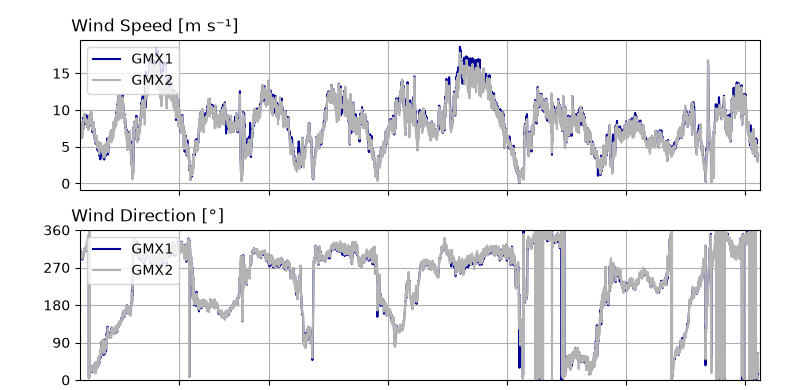 Wind Speed [m s⁻¹]
GMX1
GMX2
15
10
5
0
Wind Direction [°]
360
GMX1
GMX2
270
180
90
0